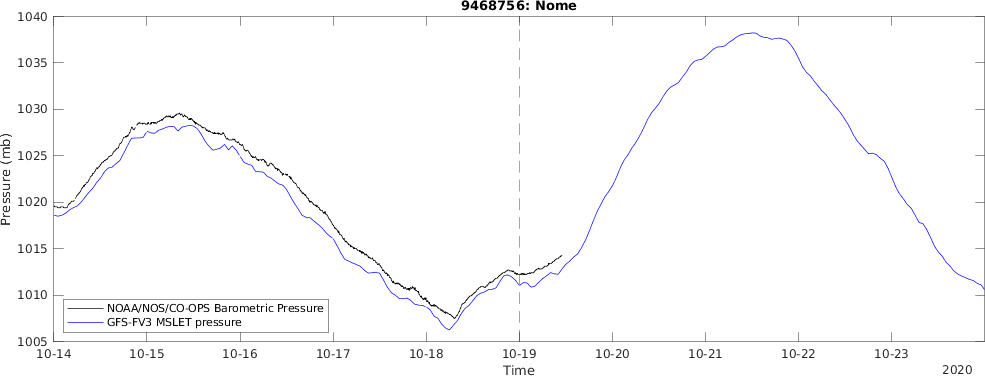 9468756: Nome
1040
1035
1030
1025
1020
1015
1010
1005
Pressure (mb)
NOAA/NOS/CO-OPS Barometric Pressure
GFS-FV3 MSLET pressure
10-14 10-15 10-16 10-17 10-18 10-19 10-20 10-21 10-22 10-23
Time
2020